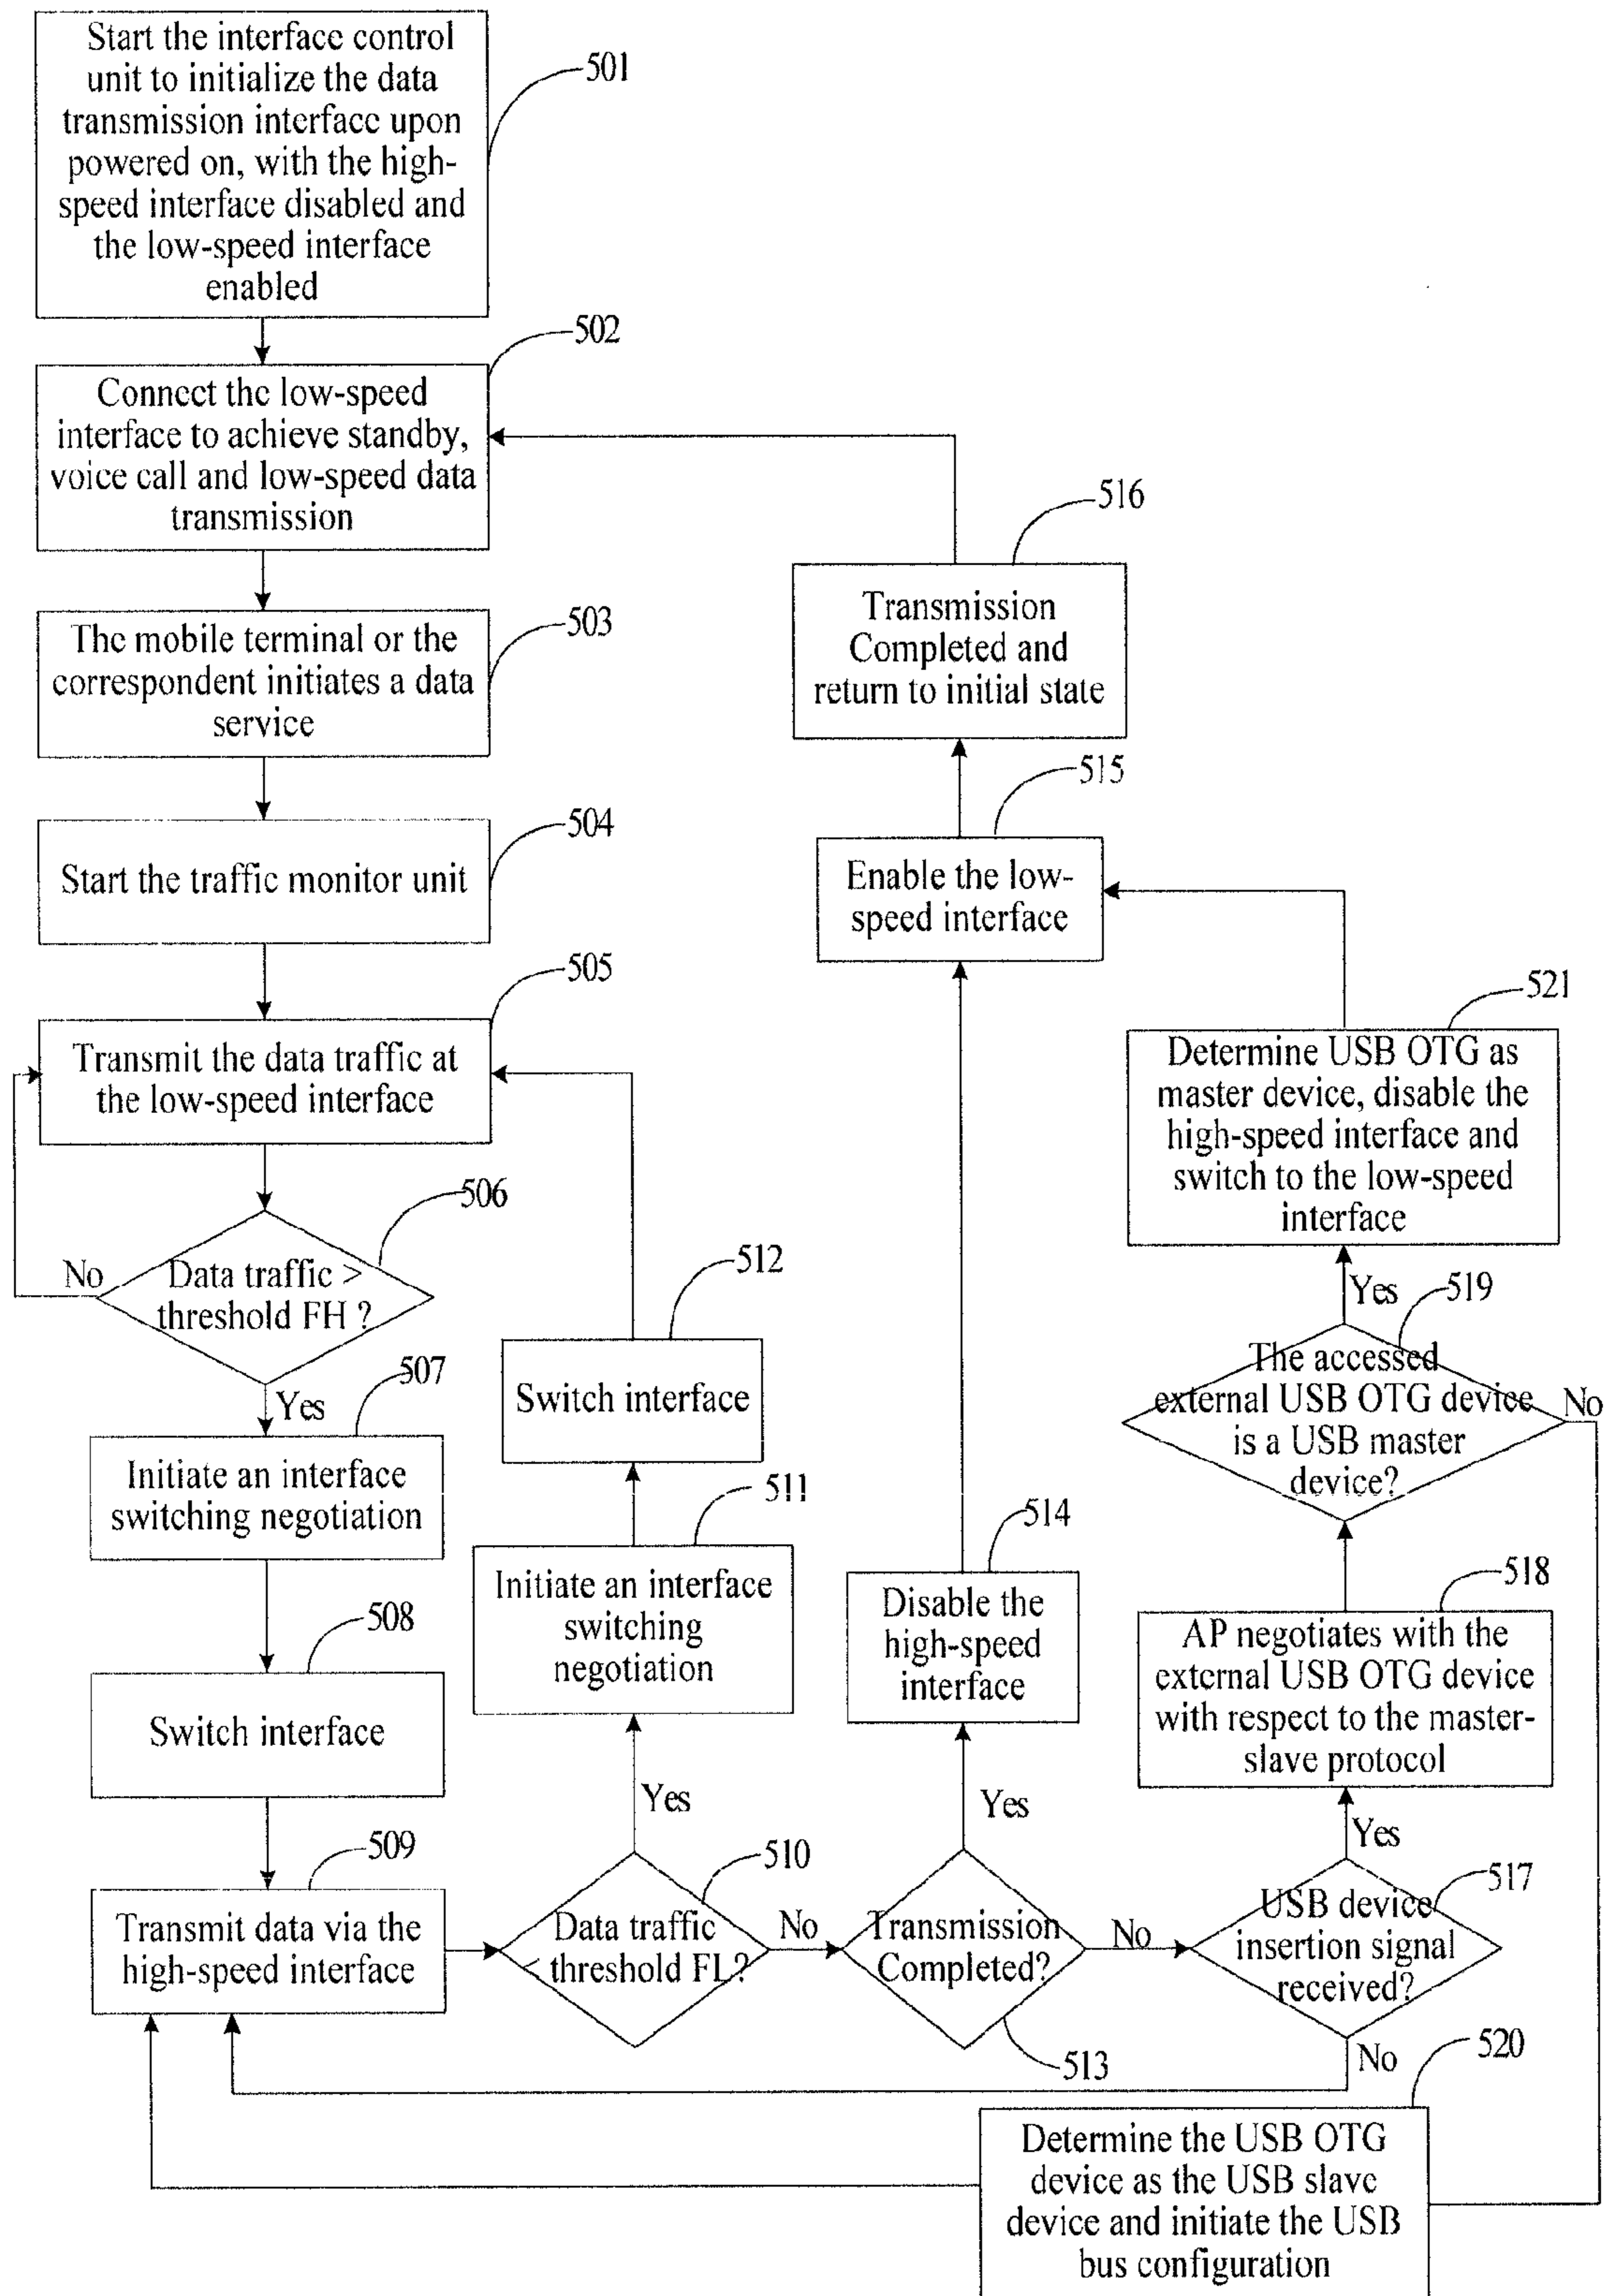 Start the interface control
unit to initialize the data
transmission interface upon
powered on, with the high-
speed interface disabled and
the low-speed interface
enabled
501
502
Connect the low-speed
interface to achieve standby,
voice call and low-speed data
transmission
503
The mobile terminal or the
correspondent initiates a data
service
504
Start the traffic monitor unit
505
Transmit the data traffic at
the low-speed interface
506
Data traffic >
threshold FH ?
No
Yes
507
Initiate an interface
switching negotiation
508
Switch interface
509
Transmit data via the
high-speed interface
510
Data traffic
< threshold FL?
Yes
No
511
Initiate an interface
switching
negotiation
512
Switch interface
513
Transmission
Completed?
Yes
No
514
Disable the
high-speed
interface
515
Enable the low-
speed interface
516
Transmission
Completed and
return to initial state
517
USB device
insertion signal
received?
Yes
No
518
AP negotiates with the
external USB OTG device
with respect to the master-
slave protocol
519
The accessed
external USB OTG device
is a USB master
device?
Yes
No
520
Determine the USB OTG
device as the USB slave
device and initiate the USB
bus configuration
521
Determine USB OTG as
master device, disable the
high-speed interface and
switch to the low-speed
interface